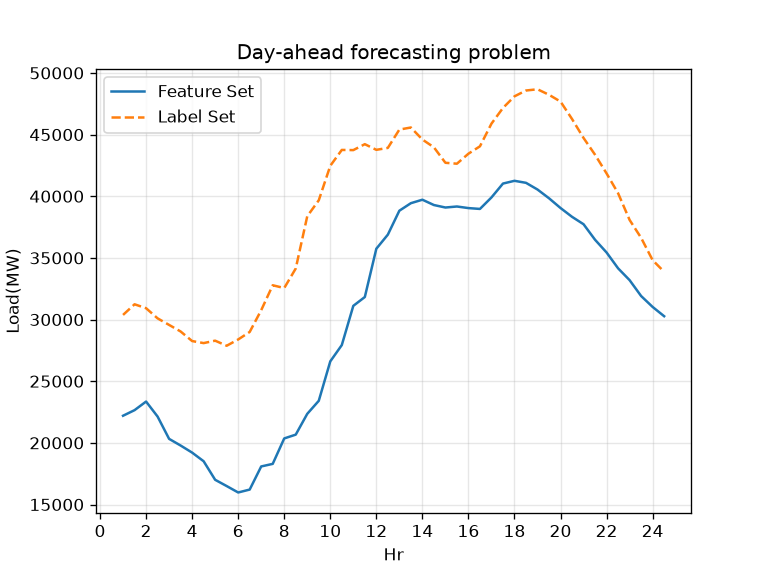 Day-ahead forecasting problem
Feature Set
Label Set
50000
45000
40000
35000
30000
25000
20000
15000
Load(MW)
0 2 4 6 8 10 12 14 16 18 20 22 24
Hr